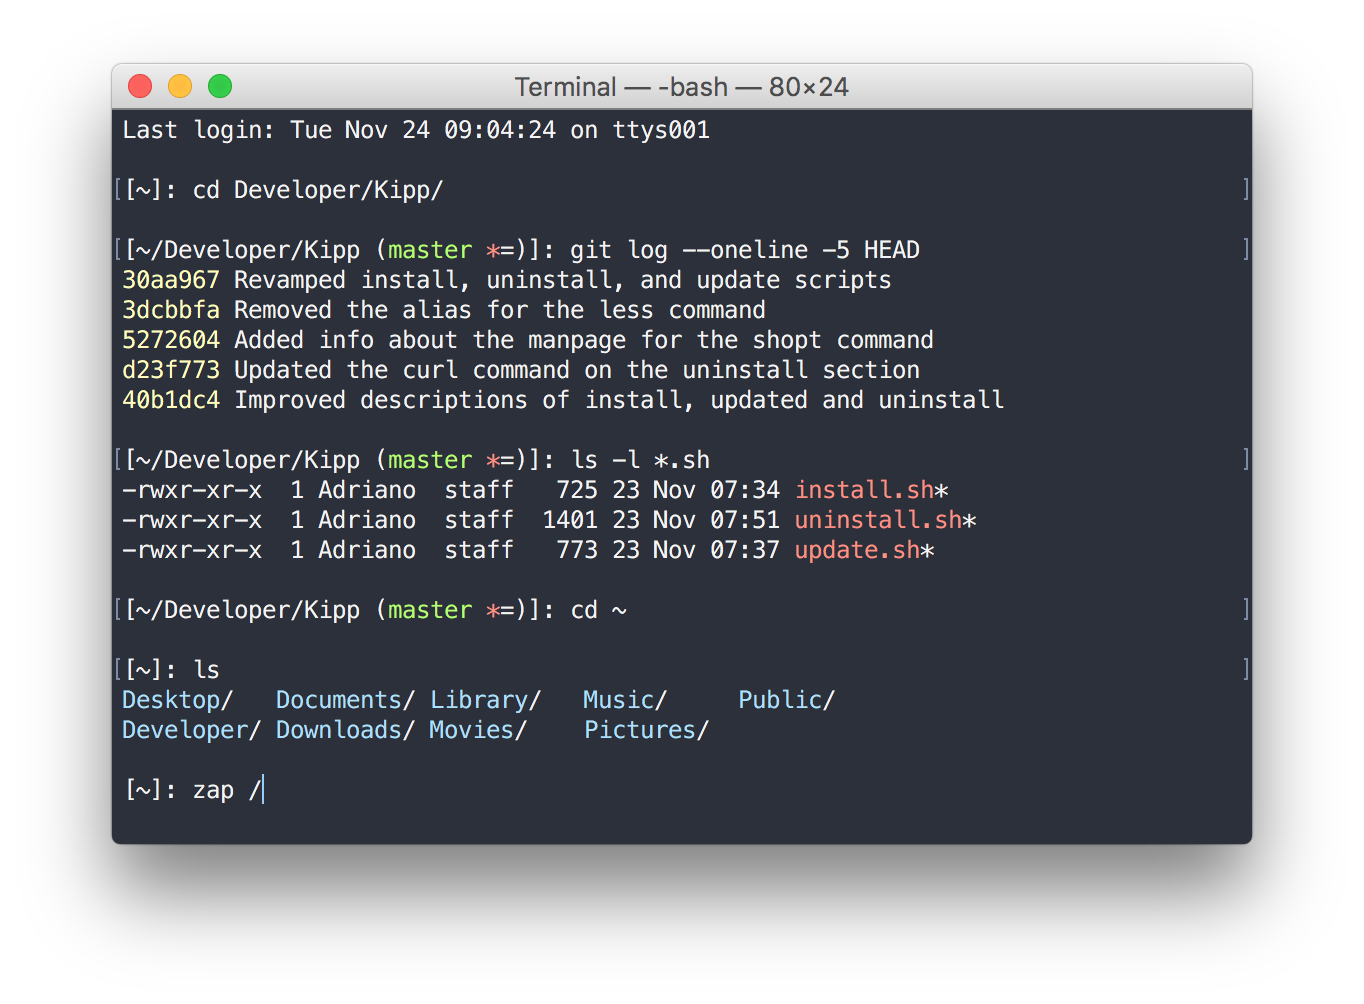 Terminal — -bash — 80×24
Last login: Tue Nov 24 09:04:24 on ttys001
[[~]: cd Developer/Kipp/ ]
[[~/Developer/Kipp (master *=)]: git log --oneline -5 HEAD ]
30aa967 Revamped install, uninstall, and update scripts
3dcbbfa Removed the alias for the less command
5272604 Added info about the manpage for the shopt command
d23f773 Updated the curl command on the uninstall section
40b1dc4 Improved descriptions of install, updated and uninstall
[[~/Developer/Kipp (master *=)]: ls -l *.sh ]
-rwxr-xr-x  1 Adriano  staff   725 23 Nov 07:34 install.sh*
-rwxr-xr-x  1 Adriano  staff  1401 23 Nov 07:51 uninstall.sh*
-rwxr-xr-x  1 Adriano  staff   773 23 Nov 07:37 update.sh*
[[~/Developer/Kipp (master *=)]: cd ~ ]
[[~]: ls ]
Desktop/   Documents/ Library/   Music/     Public/
Developer/ Downloads/ Movies/    Pictures/
[~]: zap /